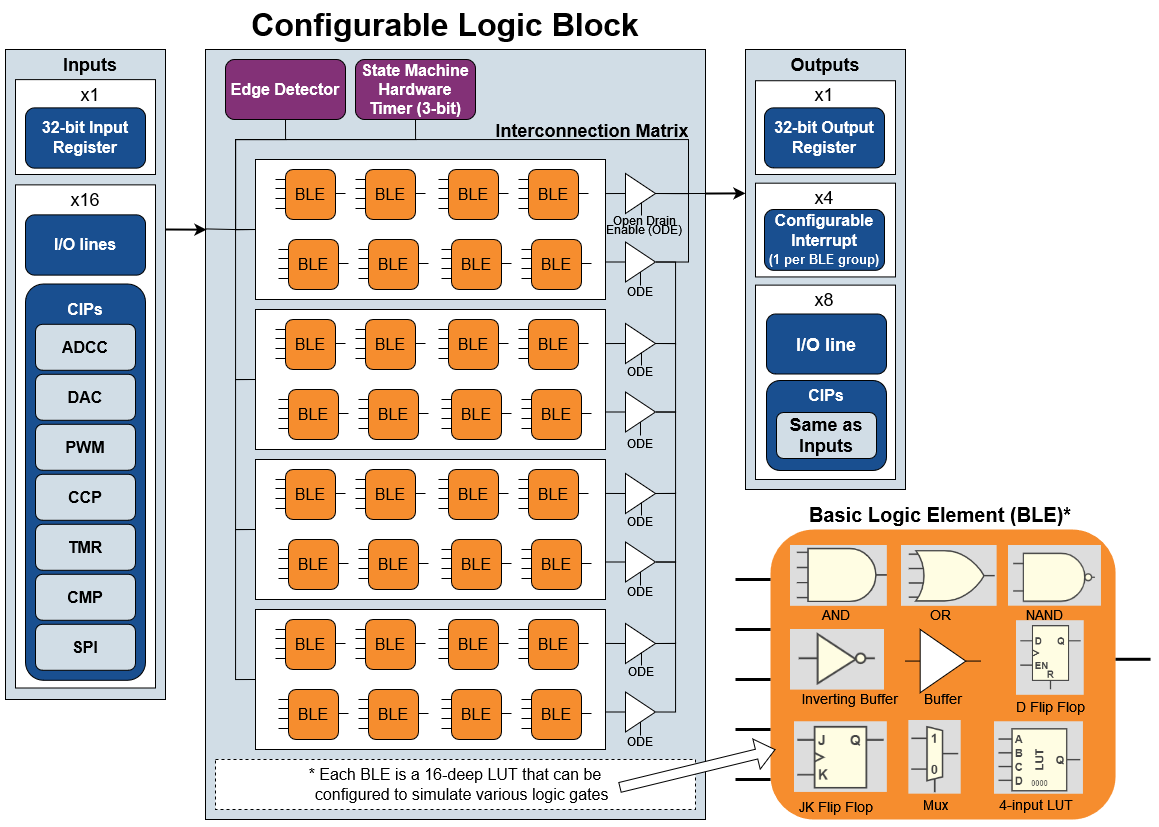 Configurable Logic Block
Inputs
x1
32-bit Input
Register
x16
I/O lines
CIPs
ADCC
DAC
PWM
CCP
TMR
CMP
SPI
Edge Detector
State Machine
Hardware
Timer (3-bit)
Interconnection Matrix
BLE BLE BLE BLE
Open Drain
Enable (ODE)
BLE BLE BLE BLE
ODE
BLE BLE BLE BLE
ODE
BLE BLE BLE BLE
ODE
BLE BLE BLE BLE
ODE
BLE BLE BLE BLE
ODE
BLE BLE BLE BLE
ODE
BLE BLE BLE BLE
ODE
* Each BLE is a 16-deep LUT that can be
configured to simulate various logic gates
Outputs
x1
32-bit Output
Register
x4
Configurable
Interrupt
(1 per BLE group)
x8
I/O line
CIPs
Same as
Inputs
Basic Logic Element (BLE)*
AND OR NAND
D Q
EN
R
Inverting Buffer Buffer D Flip Flop
J Q
K
1
0
A
B
C
D
LUT
Q
0000
JK Flip Flop Mux 4-input LUT